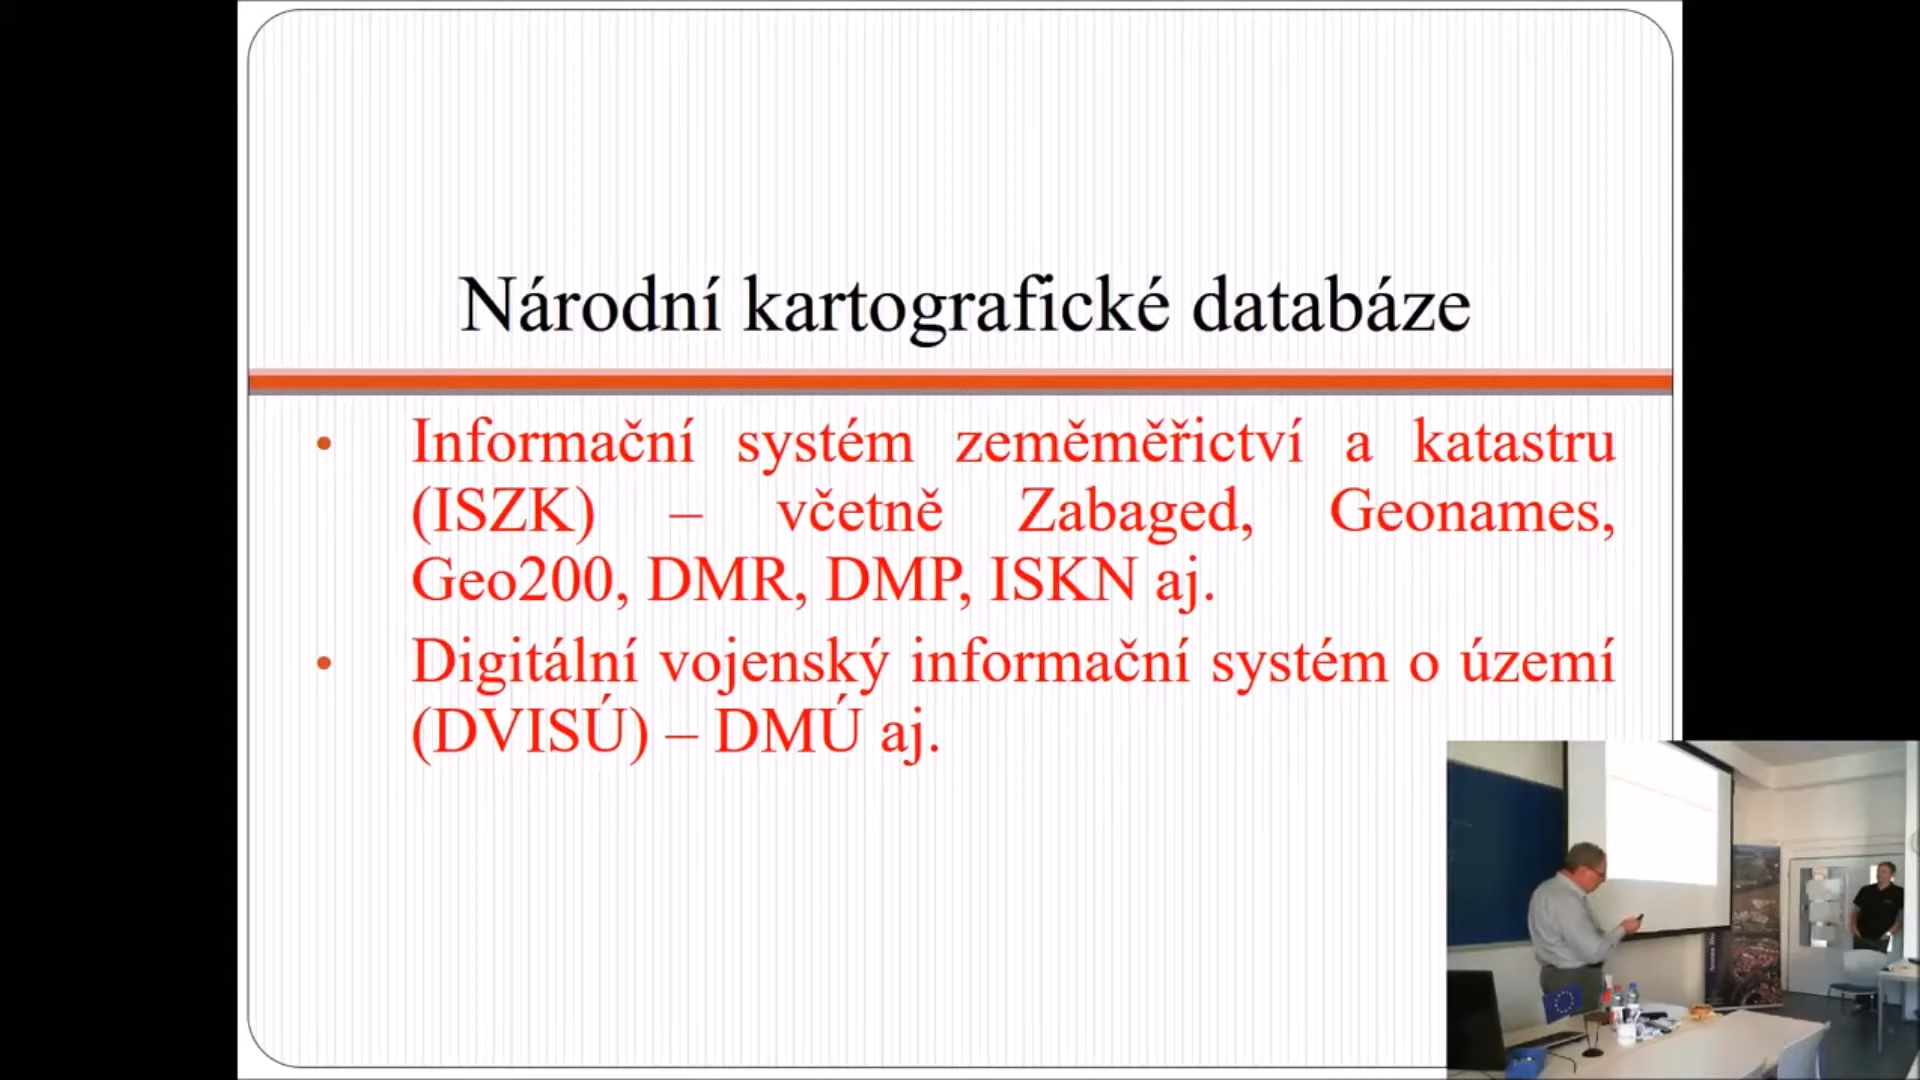 Národní kartografické databáze
• Informační systém zeměměřictví a katastru
(ISZK) – včetně Zabaged, Geonames,
Geo200, DMR, DMP, ISKN aj.
• Digitální vojenský informační systém o území
(DVISÚ) – DMÚ aj.